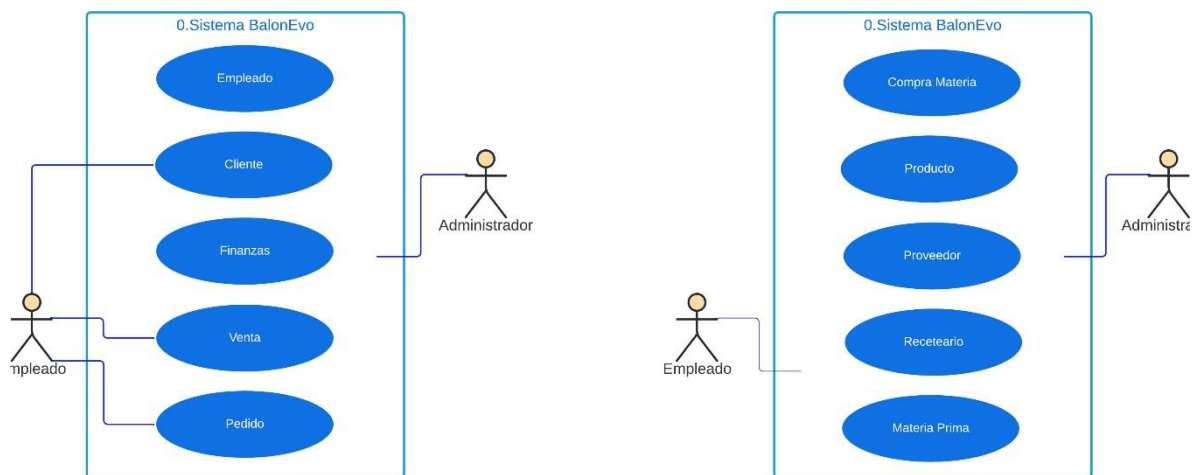 0.Sistema BalonEvo
Empleado
Cliente
Finanzas
Venta
Pedido
mpleado
Administrador
0.Sistema BalonEvo
Compra Materia
Producto
Proveedor
Receteario
Materia Prima
Empleado
Administra